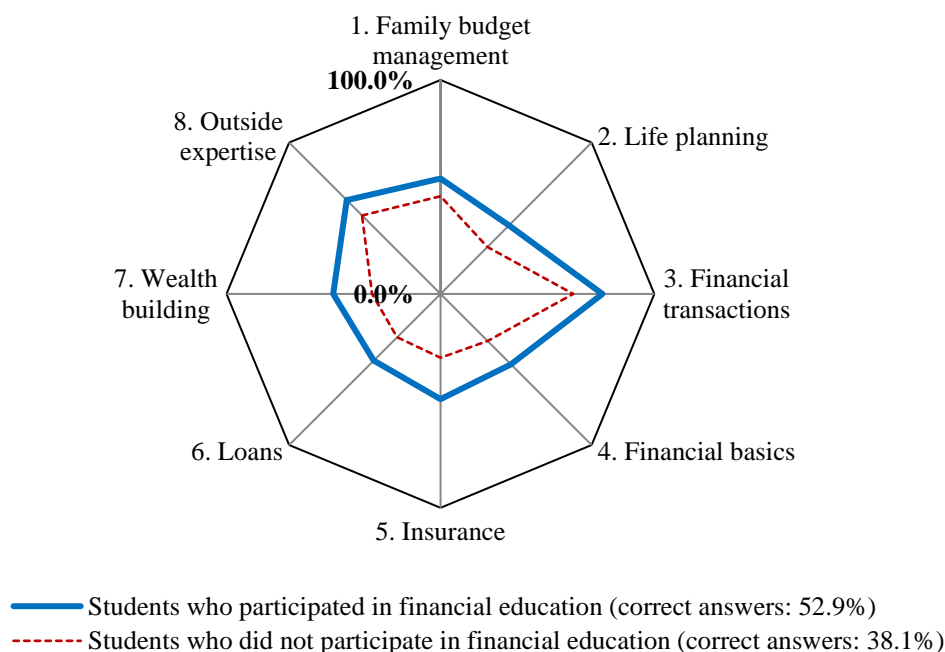 1. Family budget
management
100.0%
8. Outside
expertise
2. Life planning
7. Wealth
building
0.0%
3. Financial
transactions
6. Loans
4. Financial basics
5. Insurance
Students who participated in financial education (correct answers: 52.9%)
Students who did not participate in financial education (correct answers: 38.1%)